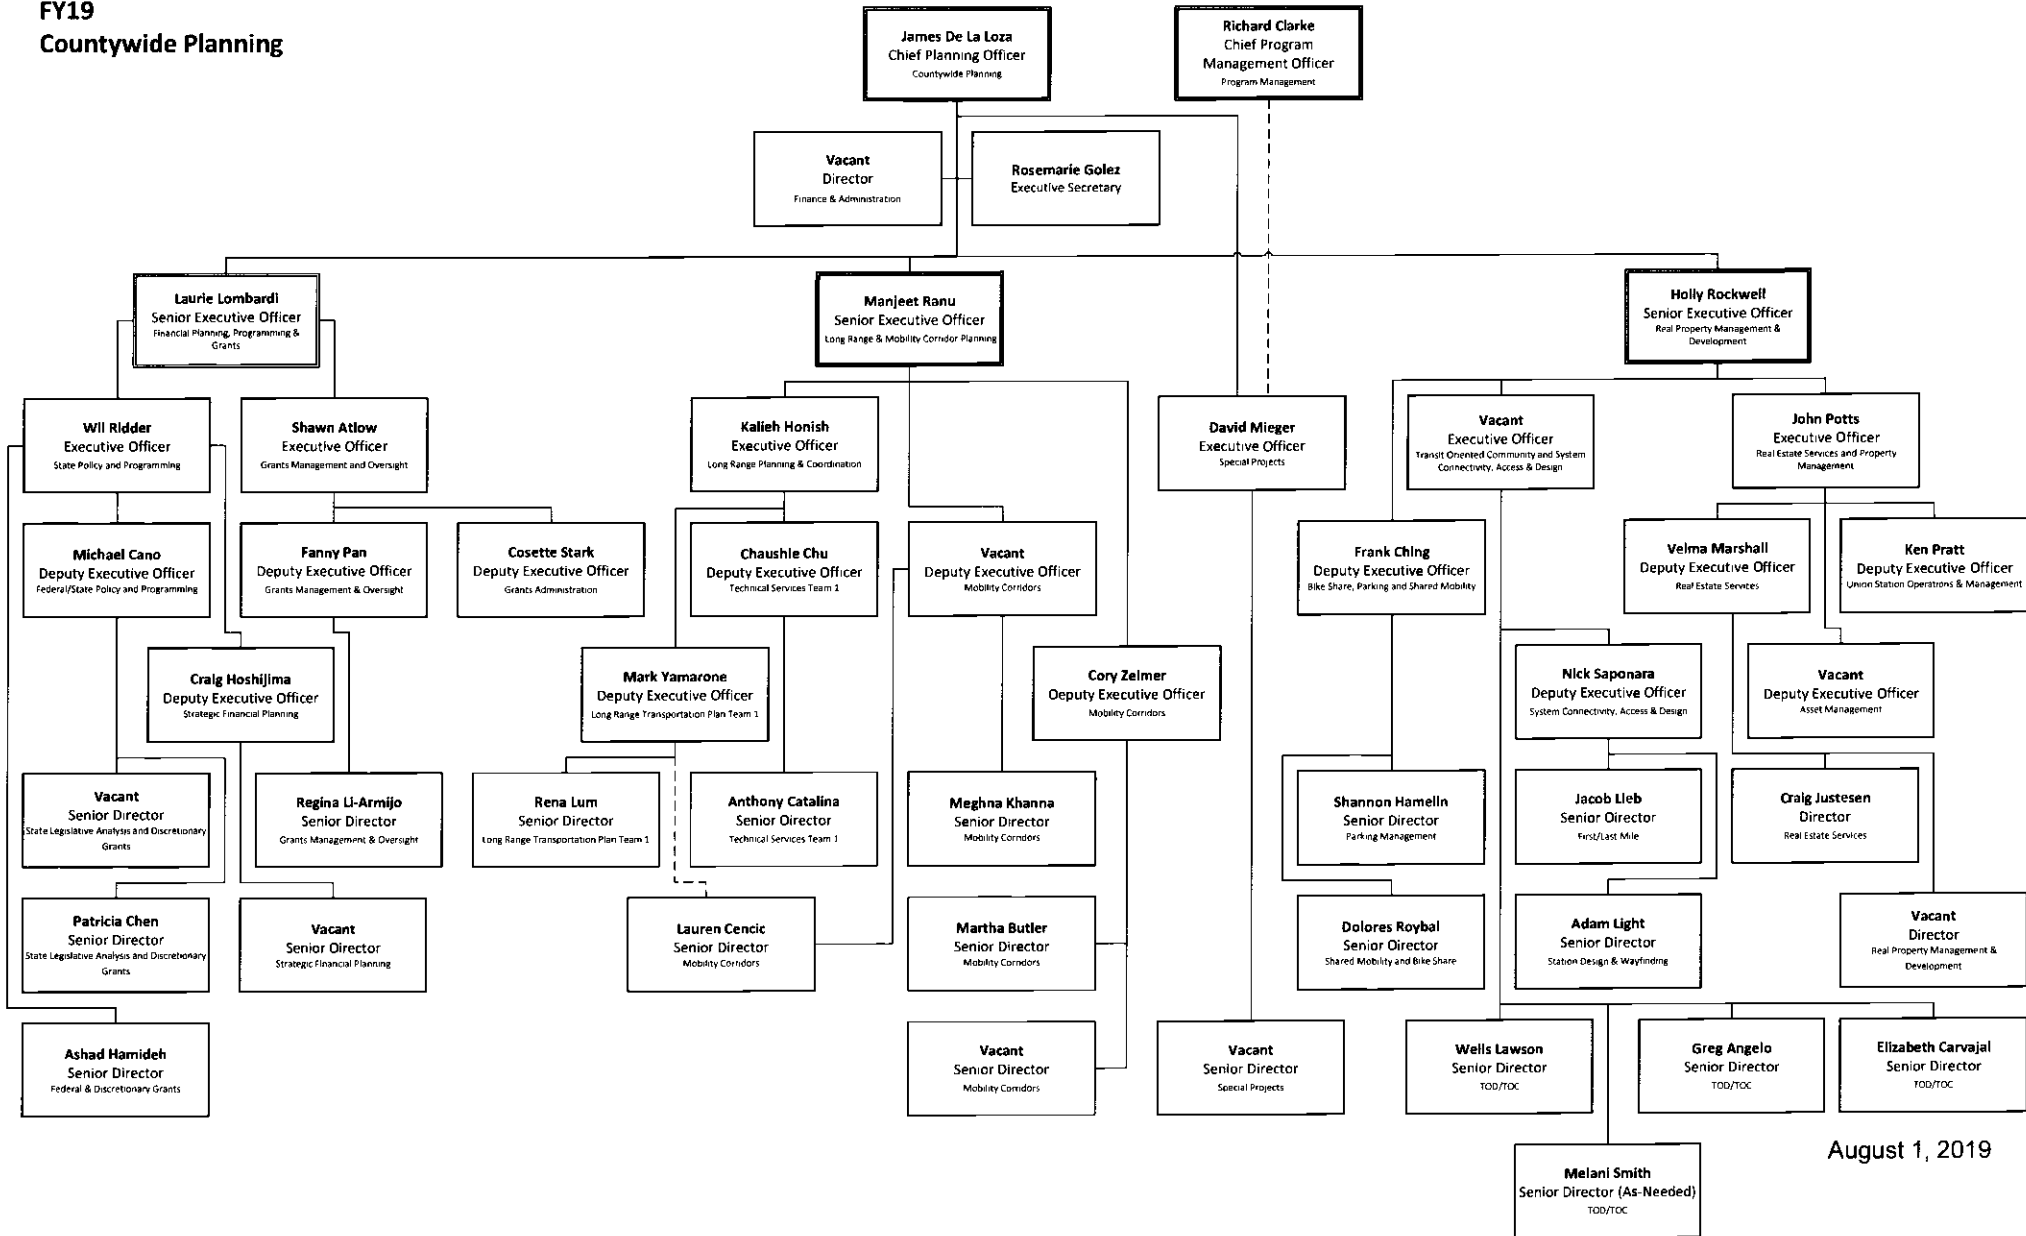 FY19
Countywide Planning
James De La Loza
Chief Planning Officer
Countywide Planning
Richard Clarke
Chief Program
Management Officer
Program Management
Vacant
Director
Finance & Administration
Rosemarie Golez
Executive Secretary
Laurie Lombardi
Senior Executive Officer
Financial Planning, Programming &
Grants
Manjeet Ranu
Senior Executive Officer
Long Range & Mobility Corridor Planning
Holly Rockwell
Senior Executive Officer
Real Property Management &
Development
Wil Ridder
Executive Officer
State Policy and Programming
Shawn Atlow
Executive Officer
Grants Management and Oversight
Kalieh Honish
Executive Officer
Long Range Planning & Coordination
David Mieger
Executive Officer
Special Projects
Vacant
Executive Officer
Transit Oriented Community and System
Connectivity, Access & Design
John Potts
Executive Officer
Real Estate Services and Property
Management
Michael Cano
Deputy Executive Officer
Federal/State Policy and Programming
Fanny Pan
Deputy Executive Officer
Grants Management & Oversight
Cosette Stark
Deputy Executive Officer
Grants Administration
Chaushie Chu
Deputy Executive Officer
Technical Services Team 1
Vacant
Deputy Executive Officer
Mobility Corridors
Frank Ching
Deputy Executive Officer
Bike Share, Parking and Shared Mobility
Velma Marshall
Deputy Executive Officer
Real Estate Services
Ken Pratt
Deputy Executive Officer
Union Station Operations & Management
Craig Hoshijima
Deputy Executive Officer
Strategic Financial Planning
Mark Yamarone
Deputy Executive Officer
Long Range Transportation Plan Team 1
Cory Zelmer
Deputy Executive Officer
Mobility Corridors
Nick Saponara
Deputy Executive Officer
System Connectivity, Access & Design
Vacant
Deputy Executive Officer
Asset Management
Vacant
Senior Director
State Legislative Analysis and Discretionary
Grants
Regina Li-Armijo
Senior Director
Grants Management & Oversight
Rena Lum
Senior Director
Long Range Transportation Plan Team 1
Anthony Catalina
Senior Director
Technical Services Team 1
Meghna Khanna
Senior Director
Mobility Corridors
Shannon Hamelin
Senior Director
Parking Management
Jacob Lieb
Senior Director
First/Last Mile
Craig Justesen
Director
Real Estate Services
Patricia Chen
Senior Director
State Legislative Analysis and Discretionary
Grants
Vacant
Senior Director
Strategic Financial Planning
Lauren Cencic
Senior Director
Mobility Corridors
Martha Butler
Senior Director
Mobility Corridors
Dolores Roybal
Senior Director
Shared Mobility and Bike Share
Adam Light
Senior Director
Station Design & Wayfinding
Vacant
Director
Real Property Management &
Development
Ashad Hamideh
Senior Director
Federal & Discretionary Grants
Vacant
Senior Director
Mobility Corridors
Vacant
Senior Director
Special Projects
Wells Lawson
Senior Director
TOD/TOC
Greg Angelo
Senior Director
TOD/TOC
Elizabeth Carvajal
Senior Director
TOD/TOC
Melani Smith
Senior Director (As-Needed)
TOD/TOC
August 1, 2019